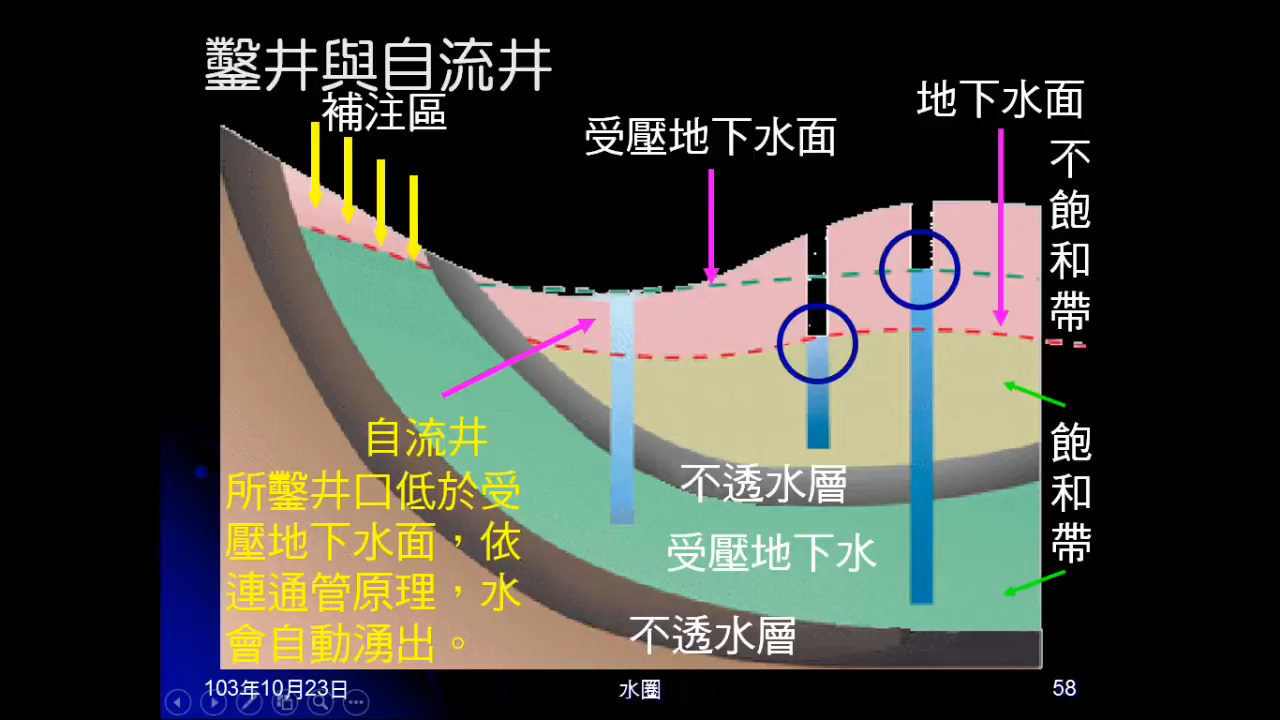 鑿井與自流井
補注區
受壓地下水面
地下水面
不飽和帶
自流井
所鑿井口低於受
壓地下水面，依
連通管原理，水
會自動湧出。
不透水層
受壓地下水
不透水層
飽和帶
103年10月23日
水圈
58